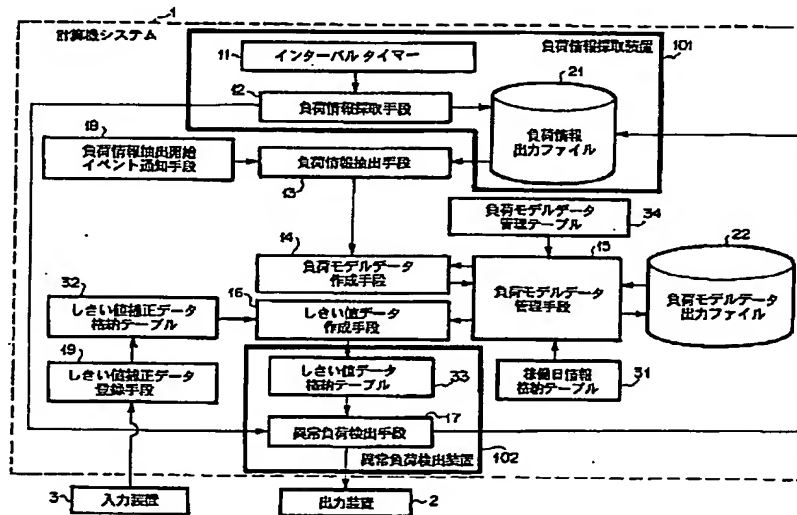 1
計算機システム
11
インターバルタイマー
負荷情報採取装置
101
21
12
負荷情報採取手段
負荷情報
出力ファイル
18
負荷情報抽出開始
イベント通知手段
負荷情報抽出手段
13
負荷モデルデータ
管理テーブル
34
14
負荷モデルデータ
作成手段
15
負荷モデルデータ
管理手段
22
負荷モデルデータ
出力ファイル
32
しきい値補正データ
格納テーブル
16
しきい値データ
作成手段
19
しきい値補正データ
登録手段
しきい値データ
格納テーブル
33
稼働日情報
格納テーブル
31
17
異常負荷検出手段
異常負荷検出装置
102
3
入力装置
出力装置
2